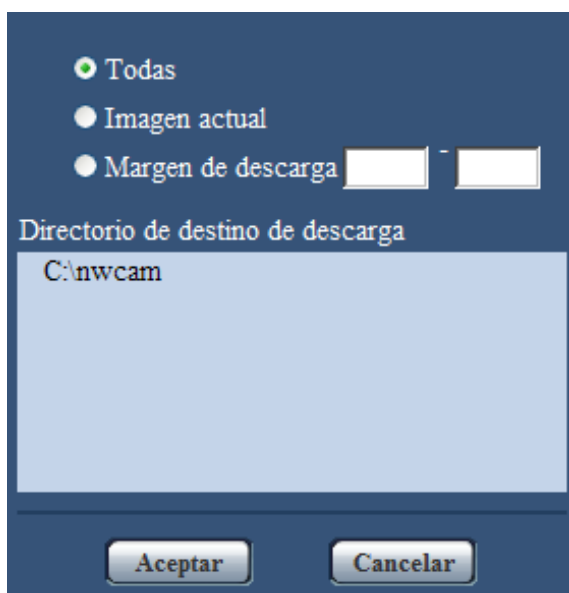 Todas
Imagen actual
Margen de descarga -
Directorio de destino de descarga
C:\nwcam
Aceptar Cancelar